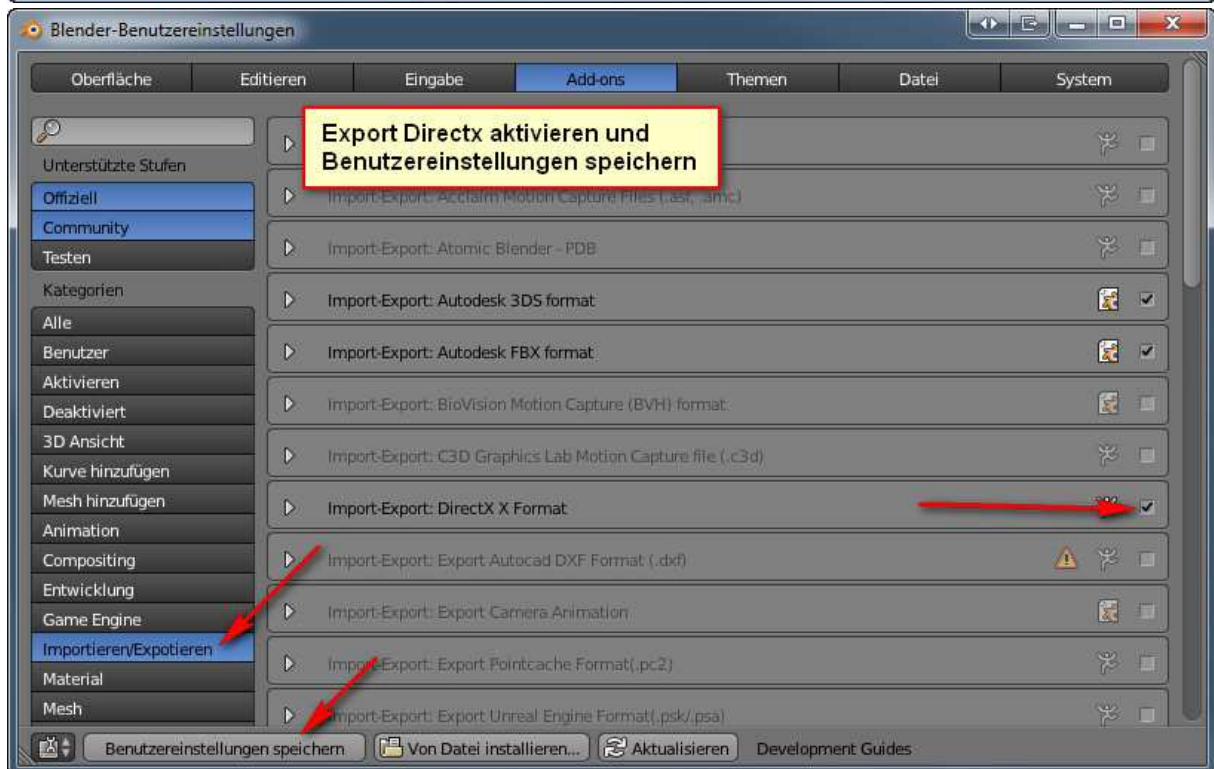 Blender-Benutzereinstellungen
Oberfläche Editieren Eingabe Add-ons Themen Datei System
Export Directx aktivieren und
Benutzereinstellungen speichern
Unterstützte Stufen
Offiziell
Community
Testen
Kategorien
Alle
Benutzer
Aktivieren
Deaktiviert
3D Ansicht
Kurve hinzufügen
Mesh hinzufügen
Animation
Compositing
Entwicklung
Game Engine
Importieren/Expotieren
Material
Mesh
Import-Export: Acclaim Motion Capture Files (.asf, .amc)
Import-Export: Atomic Blender - PDB
Import-Export: Autodesk 3DS format
Import-Export: Autodesk FBX format
Import-Export: BioVision Motion Capture (BVH) format
Import-Export: C3D Graphics Lab Motion Capture file (.c3d)
Import-Export: DirectX X Format
Import-Export: Export Autocad DXF Format (.dxf)
Import-Export: Export Camera Animation
Import-Export: Export Pointcache Format(.pc2)
Import-Export: Export Unreal Engine Format(.psk/.psa)
Benutzereinstellungen speichern Von Datei installieren... Aktualisieren Development Guides